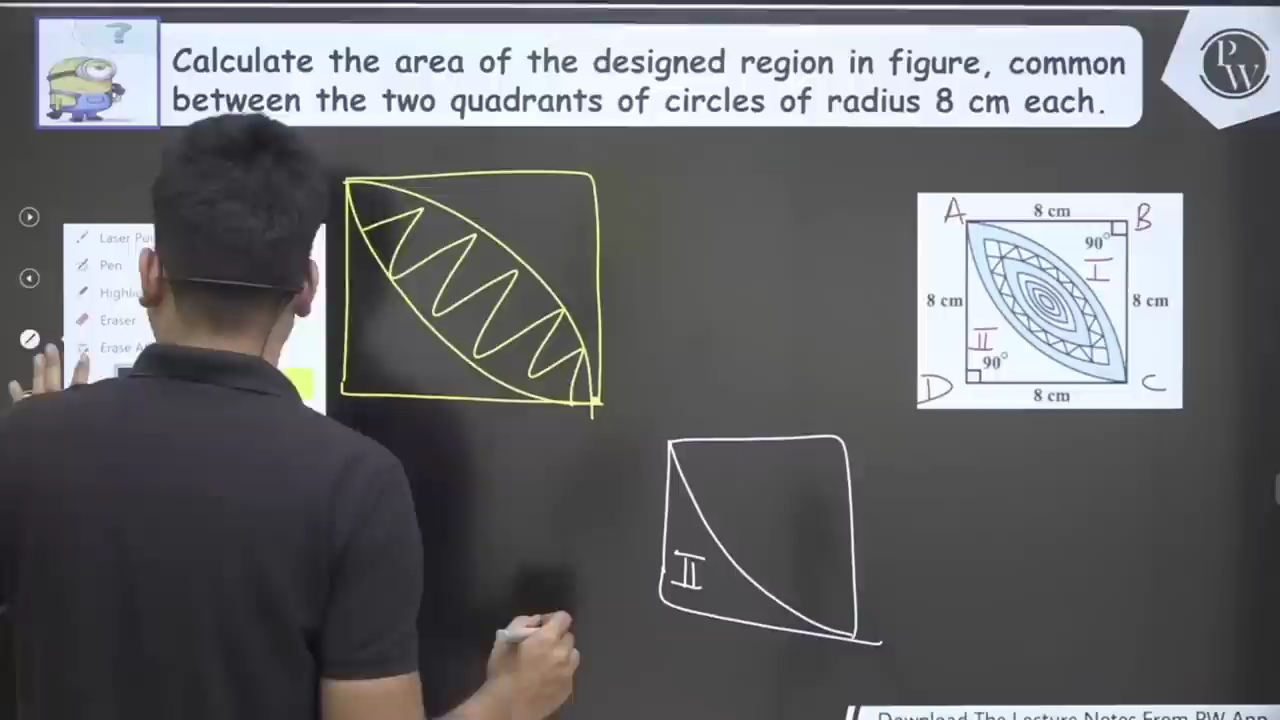 ?
Calculate the area of the designed region in figure, common
between the two quadrants of circles of radius 8 cm each.
PW
Pen
Eraser
A
8 cm
B
90°
I
8 cm
8 cm
II
90°
D
8 cm
C
II
Download The Lecture Notes From PW App